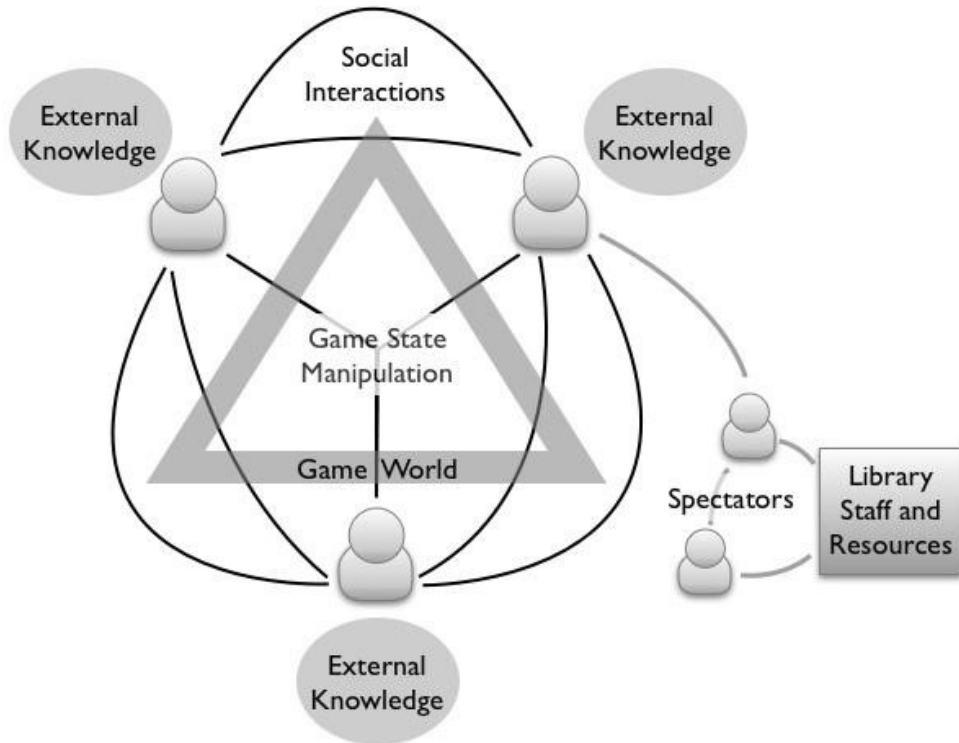 Social
Interactions
External
Knowledge
External
Knowledge
Game State
Manipulation
Game World
Spectators
Library
Staff and
Resources
External
Knowledge